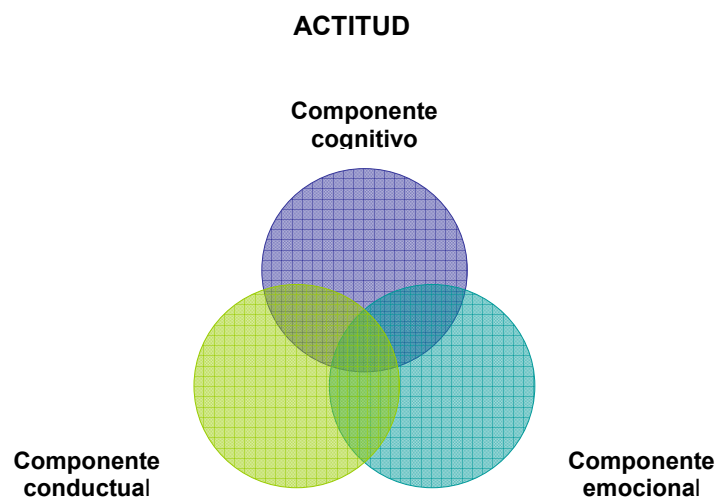 ACTITUD
Componente
cognitivo
Componente
conductual
Componente
emocional